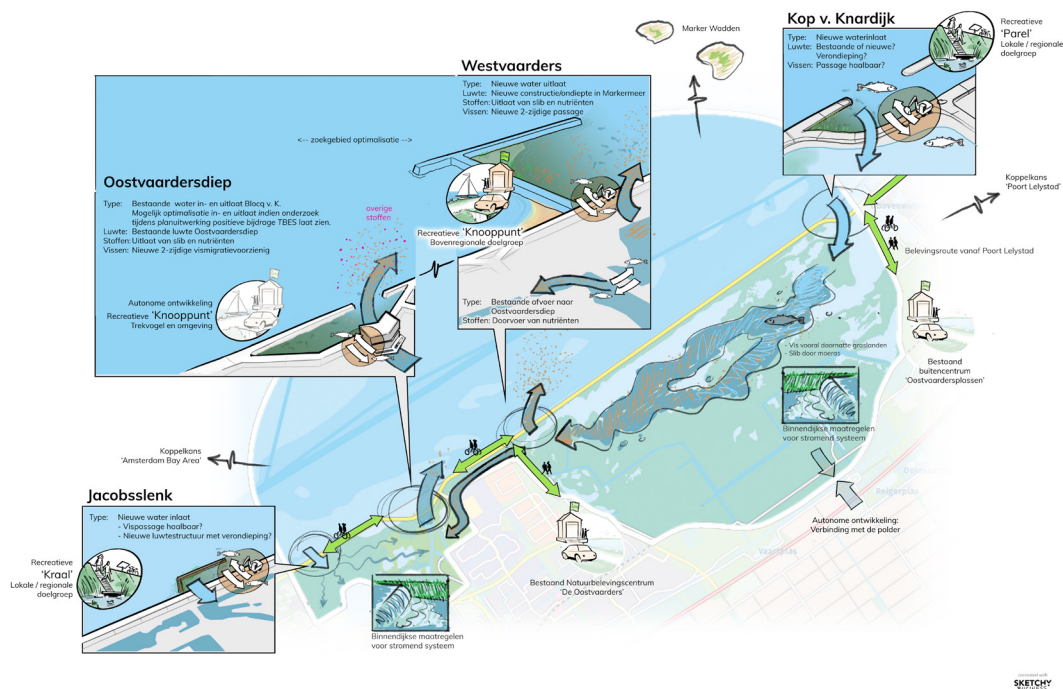 Marker Wadden
Kop v. Knardijk
Type: Nieuwe waterinlaat
Luwte: Bestaande of nieuwe?
Verondieping?
Vissen: Passage haalbaar?
Recreatieve
'Parel'
Lokale / regionale
doelgroep
Westvaarders
Type: Nieuwe water uitlaat
Luwte: Nieuwe constructie/ondiepte in Markermeer
Stoffen: Uitlaat van slib en nutriënten
Vissen: Nieuwe 2-zijdige passage
<-- zoekgebied optimalisatie -->
Oostvaardersdiep
Type: Bestaande water in- en uitlaat Blocq v. K.
Mogelijk optimalisatie in- en uitlaat indien onderzoek
tijdens planuitwerking positieve bijdrage TBES laat zien.
Luwte: Bestaande luwte Oostvaardersdiep
Stoffen: Uitlaat van slib en nutriënten
Vissen: Nieuwe 2-zijdige vismigratievoorzienig
overige
stoffen
Recreatieve 'Knooppunt'
Bovenregionale doelgroep
Koppelkans
'Poort Lelystad'
Belevingsroute vanaf Poort Lelystad
Autonome ontwikkeling
Recreatieve 'Knooppunt'
Trekvogel en omgeving
Type: Bestaande afvoer naar
Oostvaardersdiep
Stoffen: Doorvoer van nutriënten
- Vis vooral doornatte graslanden
- Slib door moeras
Bestaand
buitencentrum
'Oostvaardersplassen'
Binnendijkse maatregelen
voor stromend systeem
Koppelkans
'Amsterdam Bay Area'
Jacobsslenk
Type: Nieuwe water inlaat
- Vispassage haalbaar?
- Nieuwe luwtestructuur met verondieping?
Reigerplas
Autonome ontwikkeling:
Verbinding met de polder
Recreatieve
'Kraal'
Lokale / regionale
doelgroep
Bestaand Natuurbelevingscentrum
'De Oostvaarders'
Binnendijkse maatregelen
voor stromend systeem
SKETCHY
BUSINESS